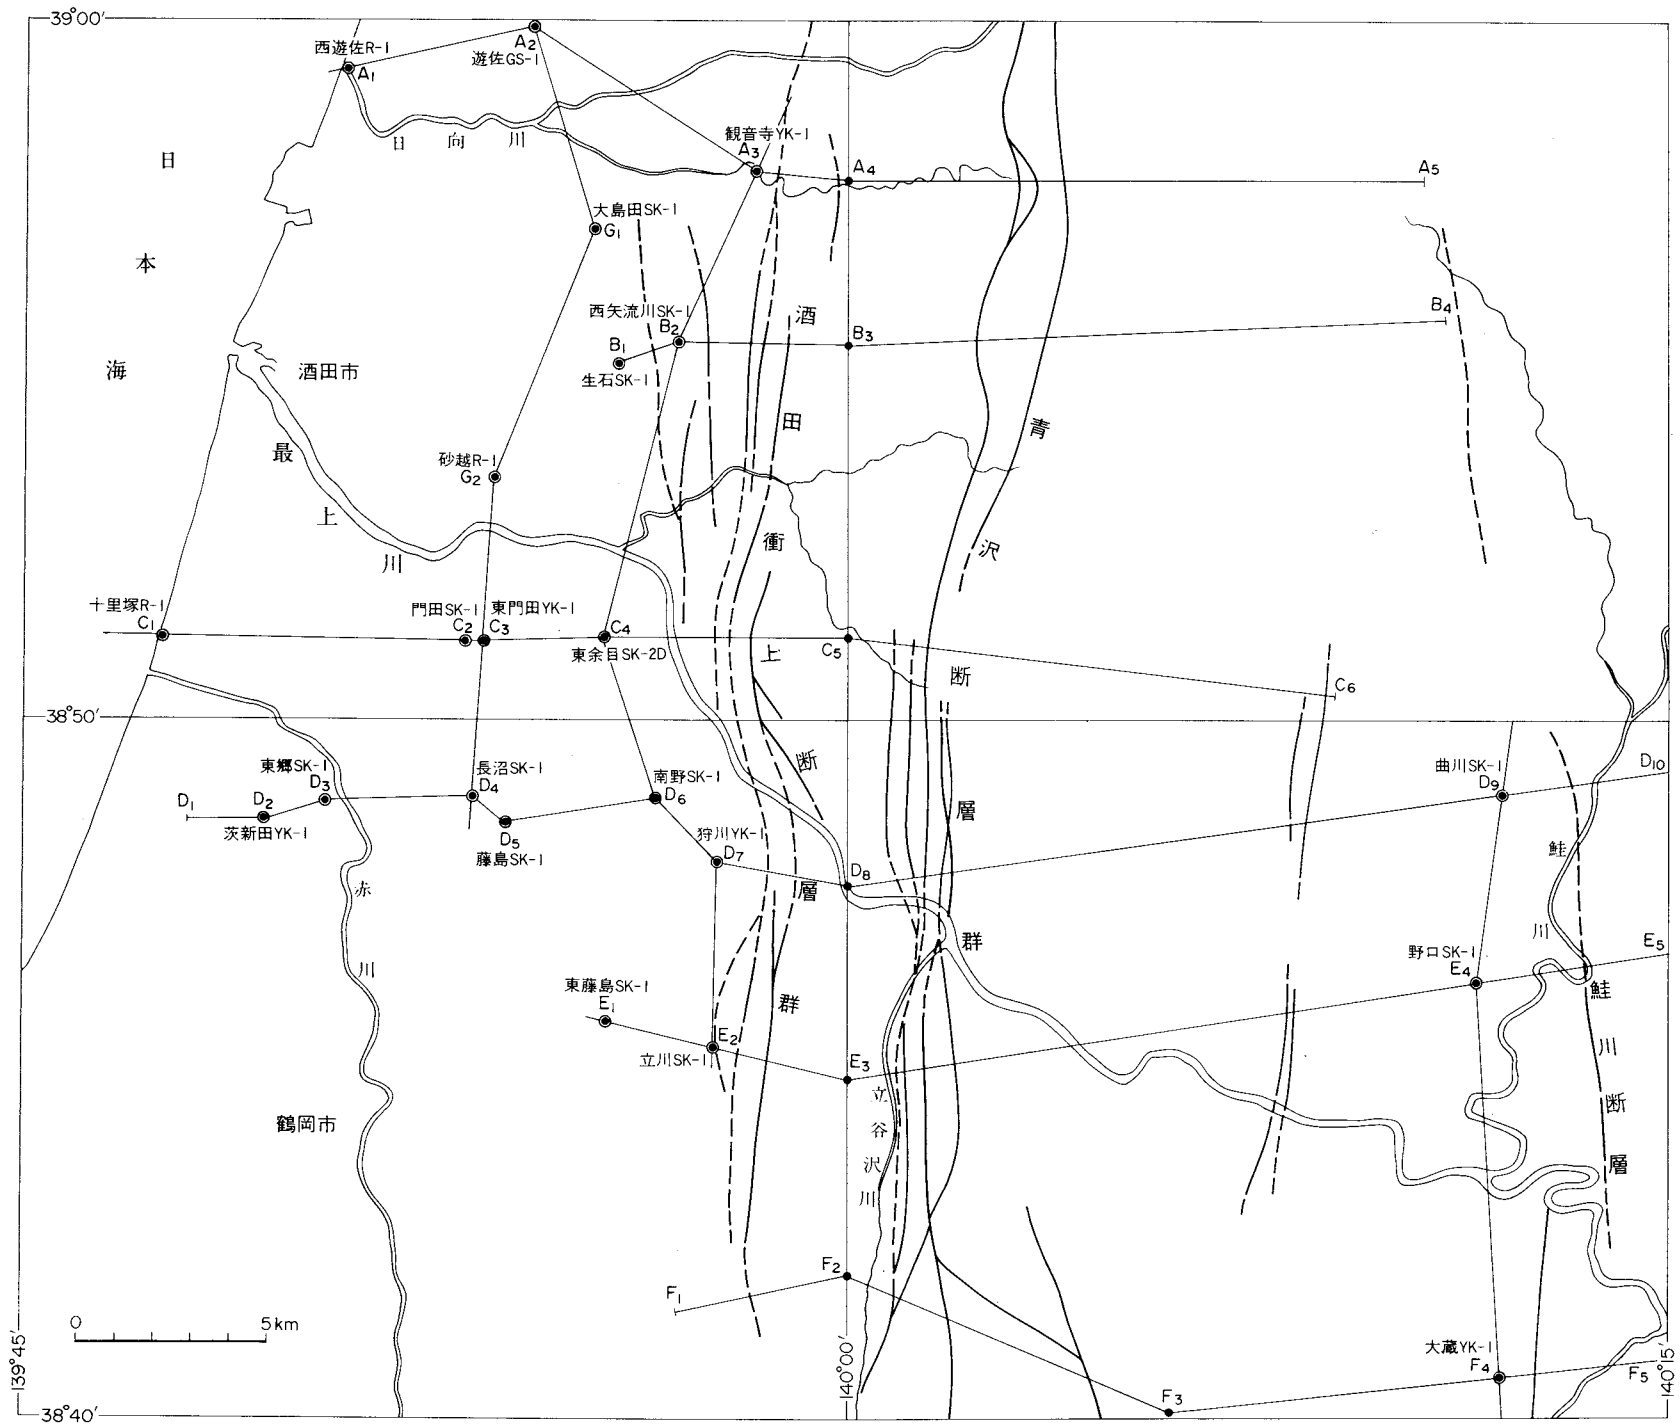 39°00′
西遊佐R-1
A1
A2
遊佐GS-1
日向川
観音寺YK-1
A3
A4
A5
日本海
大島田SK-1
G1
西矢流川SK-1
B2
B1
生石SK-1
B3
B4
酒田市
酒田衝上断層群
青沢断層群
最上川
砂越R-1
G2
十里塚R-1
C1
門田SK-1
C2
東門田YK-1
C3
C4
東余目SK-2D
C5
C6
38°50′
東郷SK-1
D3
D1
D2
茨新田YK-1
長沼SK-1
D4
D5
藤島SK-1
南野SK-1
D6
狩川YK-1
D7
D8
曲川SK-1
D9
D10
赤川
鮭川
野口SK-1
E4
E5
鮭川断層
東藤島SK-1
E1
E2
立川SK-1
E3
立谷沢川
鶴岡市
F1
F2
F3
大蔵YK-1
F4
F5
0 5km
139°45′
140°00′
140°15′
38°40′